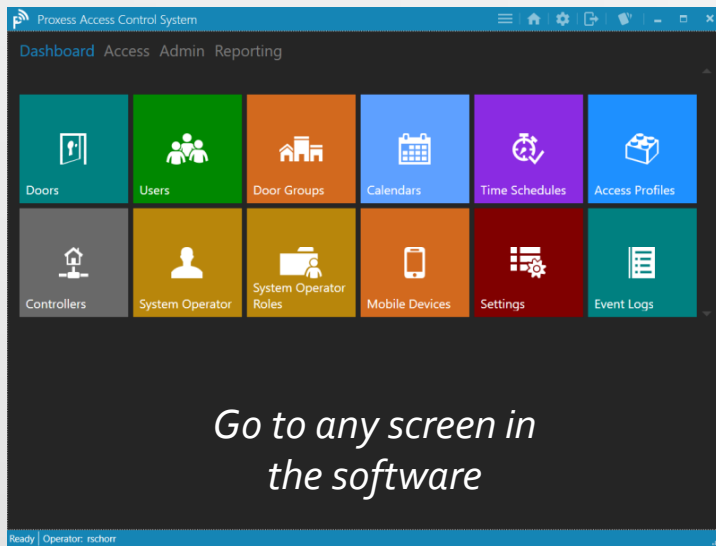 Proxess Access Control System
Dashboard Access Admin Reporting
Doors
Users
Door Groups
Calendars
Time Schedules
Access Profiles
Controllers
System Operator
System Operator
Roles
Mobile Devices
Settings
Event Logs
Go to any screen in
the software
Ready Operator: rschorr